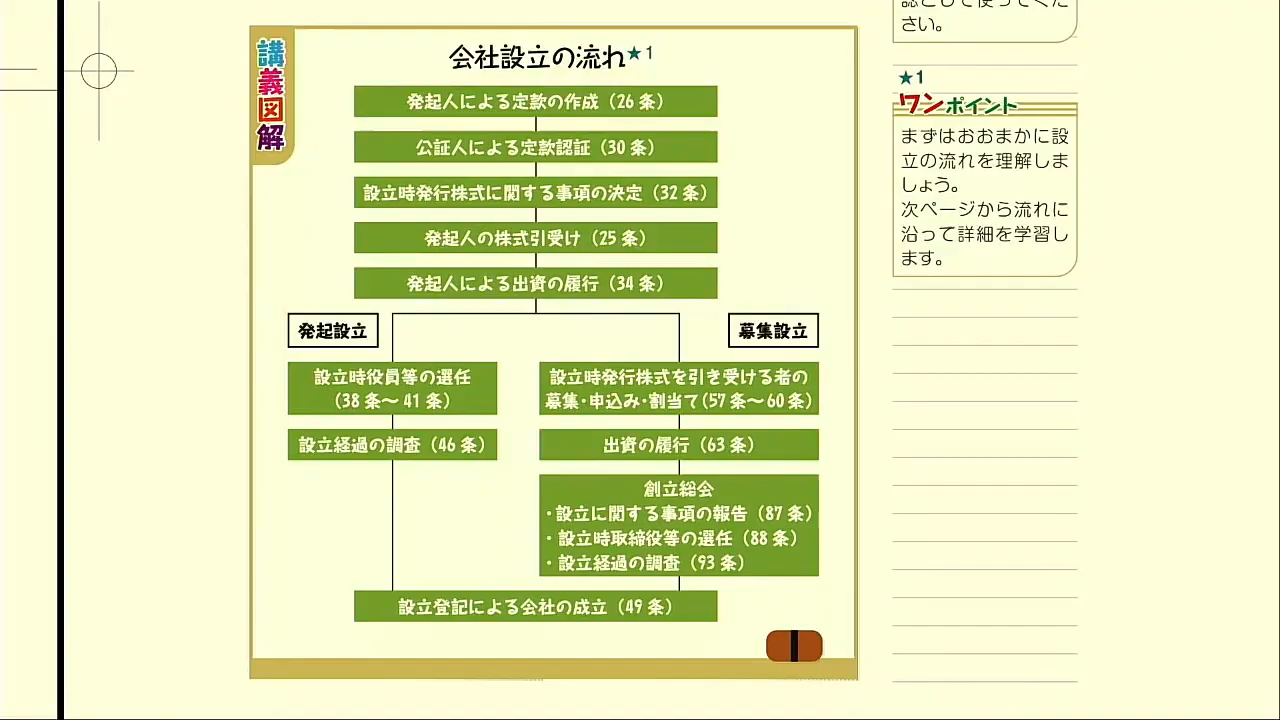 講義図解
会社設立の流れ★1
発起人による定款の作成（26条）
公証人による定款認証（30条）
設立時発行株式に関する事項の決定（32条）
発起人の株式引受け（25条）
発起人による出資の履行（34条）
発起設立
募集設立
設立時役員等の選任
（38条～41条）
設立経過の調査（46条）
設立時発行株式を引き受ける者の
募集・申込み・割当て（57条～60条）
出資の履行（63条）
創立総会
・設立に関する事項の報告（87条）
・設立時取締役等の選任（88条）
・設立経過の調査（93条）
設立登記による会社の成立（49条）
さい。
★1
ワンポイント
まずはおおまかに設
立の流れを理解しま
しょう。
次ページから流れに
沿って詳細を学習し
ます。